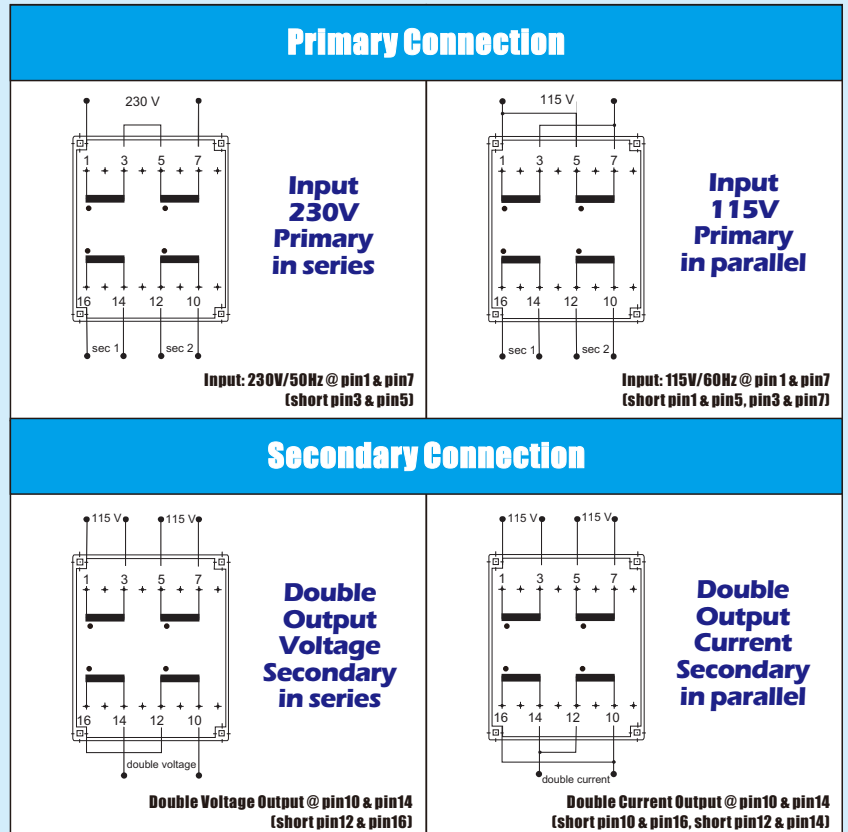 Primary Connection
230 V
1 3 5 7
16 14 12 10
sec 1 sec 2
Input
230V
Primary
in series
Input: 230V/50Hz @ pin1 & pin7
(short pin3 & pin5)
115 V
1 3 5 7
16 14 12 10
sec 1 sec 2
Input
115V
Primary
in parallel
Input: 115V/60Hz @ pin 1 & pin7
(short pin1 & pin5, pin3 & pin7)
Secondary Connection
115 V 115 V
1 3 5 7
16 14 12 10
double voltage
Double
Output
Voltage
Secondary
in series
Double Voltage Output @ pin10 & pin14
(short pin12 & pin16)
115 V 115 V
1 3 5 7
16 14 12 10
double current
Double
Output
Current
Secondary
in parallel
Double Current Output @ pin10 & pin14
(short pin10 & pin16, short pin12 & pin14)